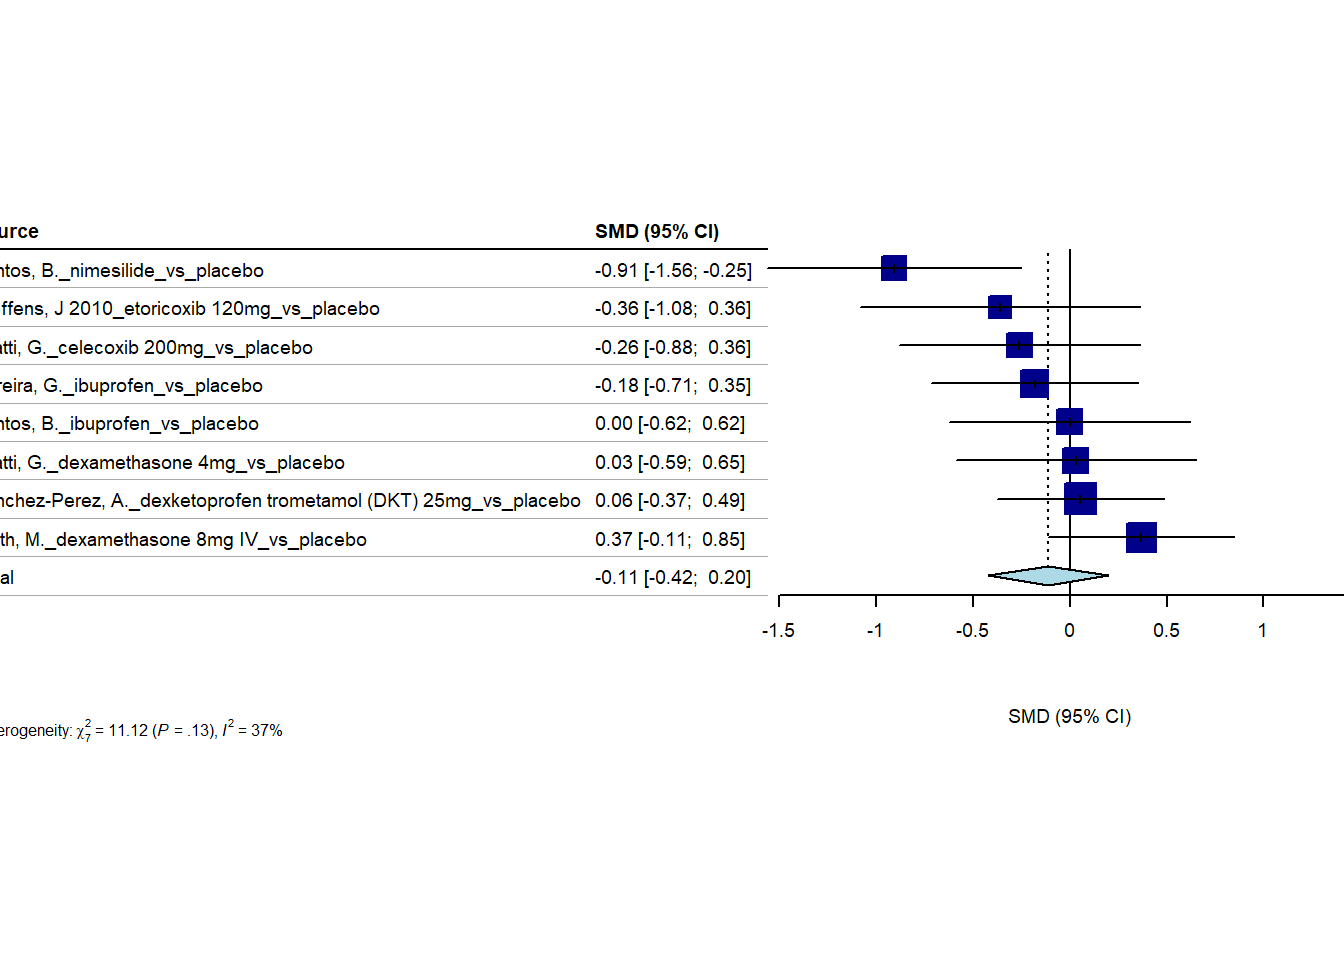 urce SMD (95% CI)
ntos, B._nimesilide_vs_placebo -0.91 [-1.56; -0.25]
ffens, J 2010_etoricoxib 120mg_vs_placebo -0.36 [-1.08; 0.36]
atti, G._celecoxib 200mg_vs_placebo -0.26 [-0.88; 0.36]
reira, G._ibuprofen_vs_placebo -0.18 [-0.71; 0.35]
ntos, B._ibuprofen_vs_placebo 0.00 [-0.62; 0.62]
atti, G._dexamethasone 4mg_vs_placebo 0.03 [-0.59; 0.65]
nchez-Perez, A._dexketoprofen trometamol (DKT) 25mg_vs_placebo 0.06 [-0.37; 0.49]
th, M._dexamethasone 8mg IV_vs_placebo 0.37 [-0.11; 0.85]
al -0.11 [-0.42; 0.20]
-1.5 -1 -0.5 0 0.5 1
SMD (95% CI)
erogeneity: χ²₇ = 11.12 (P = .13), I² = 37%